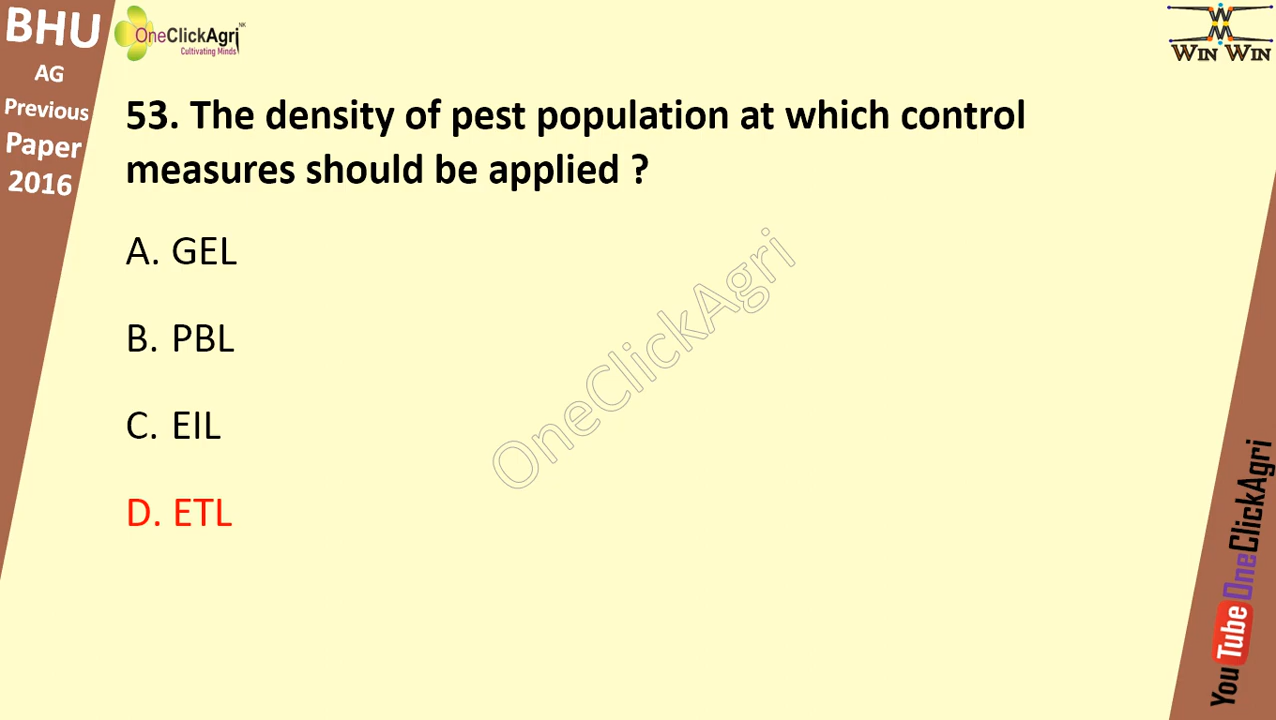 BHU
AG
Previous
Paper
2016
OneClickAgri NK
Cultivating Minds
WIN WIN
53. The density of pest population at which control
measures should be applied ?
A. GEL
B. PBL
C. EIL
D. ETL
OneClickAgri
YouTube OneClickAgri